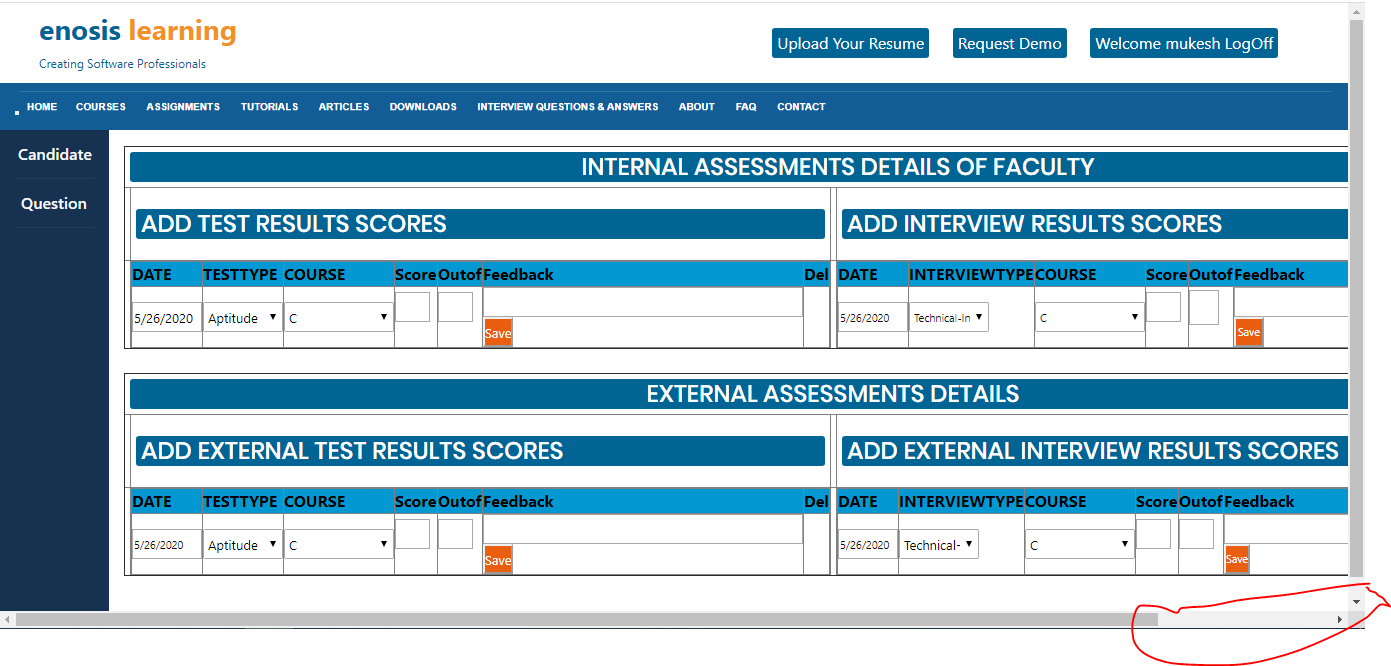 enosis learning
Creating Software Professionals
Upload Your Resume Request Demo Welcome mukesh LogOff
HOME COURSES ASSIGNMENTS TUTORIALS ARTICLES DOWNLOADS INTERVIEW QUESTIONS & ANSWERS ABOUT FAQ CONTACT
Candidate
Question
INTERNAL ASSESSMENTS DETAILS OF FACULTY
ADD TEST RESULTS SCORES ADD INTERVIEW RESULTS SCORES
DATE TESTTYPE COURSE Score Outof Feedback Del DATE INTERVIEWTYPE COURSE Score Outof Feedback
5/26/2020 Aptitude C 5/26/2020 Technical-In C
Save Save
EXTERNAL ASSESSMENTS DETAILS
ADD EXTERNAL TEST RESULTS SCORES ADD EXTERNAL INTERVIEW RESULTS SCORES
DATE TESTTYPE COURSE Score Outof Feedback Del DATE INTERVIEWTYPE COURSE Score Outof Feedback
5/26/2020 Aptitude C 5/26/2020 Technical- C
Save Save